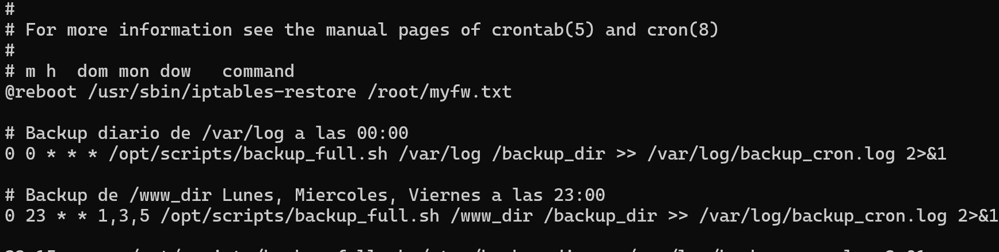 #
# For more information see the manual pages of crontab(5) and cron(8)
#
# m h  dom mon dow   command
@reboot /usr/sbin/iptables-restore /root/myfw.txt
# Backup diario de /var/log a las 00:00
0 0 * * * /opt/scripts/backup_full.sh /var/log /backup_dir >> /var/log/backup_cron.log 2>&1
# Backup de /www_dir Lunes, Miercoles, Viernes a las 23:00
0 23 * * 1,3,5 /opt/scripts/backup_full.sh /www_dir /backup_dir >> /var/log/backup_cron.log 2>&1